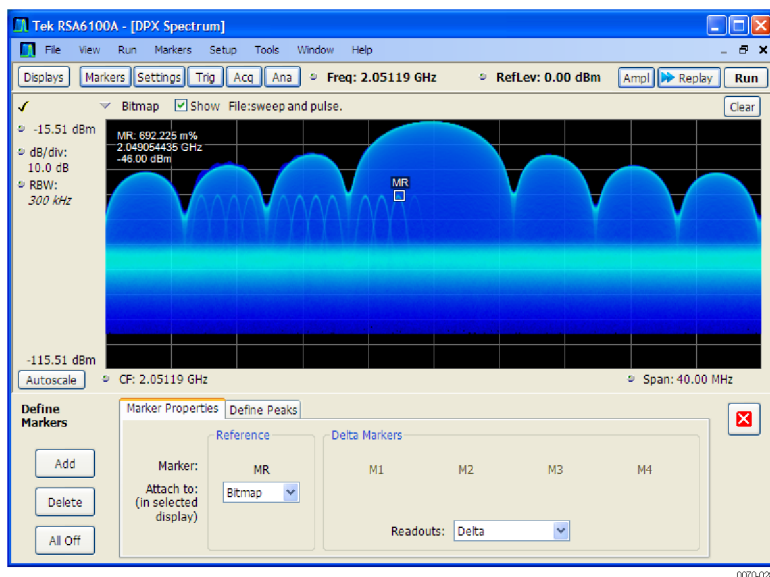 Tek RSA6100A - [DPX Spectrum]
File View Run Markers Setup Tools Window Help
Displays Markers Settings Trig Acq Ana Freq: 2.05119 GHz RefLev: 0.00 dBm Ampl Replay Run
Bitmap Show File:sweep and pulse. Clear
-15.51 dBm
dB/div:
10.0 dB
RBW:
300 kHz
MR: 692.225 m%
2.049054435 GHz
-46.00 dBm
MR
-115.51 dBm
Autoscale CF: 2.05119 GHz Span: 40.00 MHz
Define
Markers
Add
Delete
All Off
Marker Properties Define Peaks
Reference Delta Markers
Marker: MR M1 M2 M3 M4
Attach to:
(in selected
display)
Bitmap
Readouts: Delta